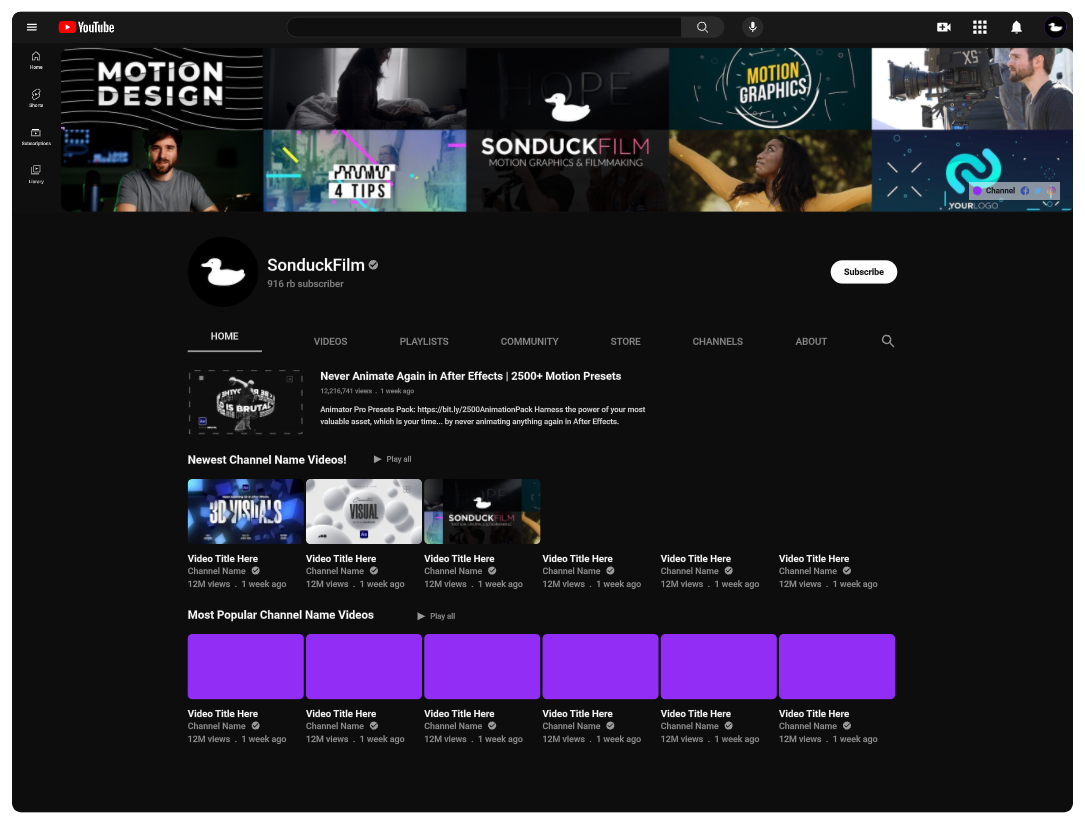 YouTube
Home
Shorts
Subscriptions
Library
MOTION
DESIGN
HOPE
MOTION
GRAPHICS
X5
PROMO
4 TIPS
SONDUCKFILM
MOTION GRAPHICS & FILMMAKING
YOURLOGO
Channel
SonduckFilm
916 rb subscriber
Subscribe
HOME
VIDEOS
PLAYLISTS
COMMUNITY
STORE
CHANNELS
ABOUT
IS BRUTAL
Never Animate Again in After Effects | 2500+ Motion Presets
12,216,741 views . 1 week ago
Animator Pro Presets Pack: https://bit.ly/2500AnimationPack Harness the power of your most
valuable asset, which is your time... by never animating anything again in After Effects.
Newest Channel Name Videos!
Play all
3D VISUALS
VISUAL
SONDUCKFILM
Video Title Here
Channel Name
12M views . 1 week ago
Video Title Here
Channel Name
12M views . 1 week ago
Video Title Here
Channel Name
12M views . 1 week ago
Video Title Here
Channel Name
12M views . 1 week ago
Video Title Here
Channel Name
12M views . 1 week ago
Video Title Here
Channel Name
12M views . 1 week ago
Most Popular Channel Name Videos
Play all
Video Title Here
Channel Name
12M views . 1 week ago
Video Title Here
Channel Name
12M views . 1 week ago
Video Title Here
Channel Name
12M views . 1 week ago
Video Title Here
Channel Name
12M views . 1 week ago
Video Title Here
Channel Name
12M views . 1 week ago
Video Title Here
Channel Name
12M views . 1 week ago